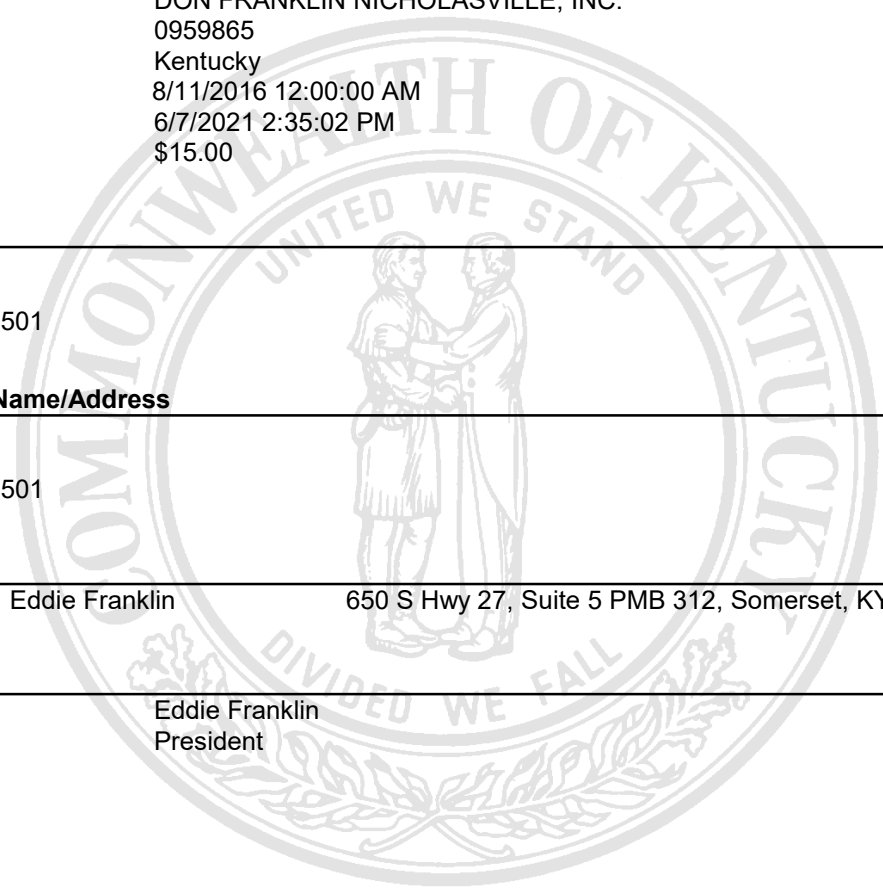 DON FRANKLIN NICHOLASVILLE, INC.
0959865
Kentucky
8/11/2016 12:00:00 AM
6/7/2021 2:35:02 PM
$15.00
COMMONWEALTH OF KENTUCKY
UNITED WE STAND
501
Name/Address
501
Eddie Franklin 650 S Hwy 27, Suite 5 PMB 312, Somerset, KY
DIVIDED WE FALL
Eddie Franklin
President